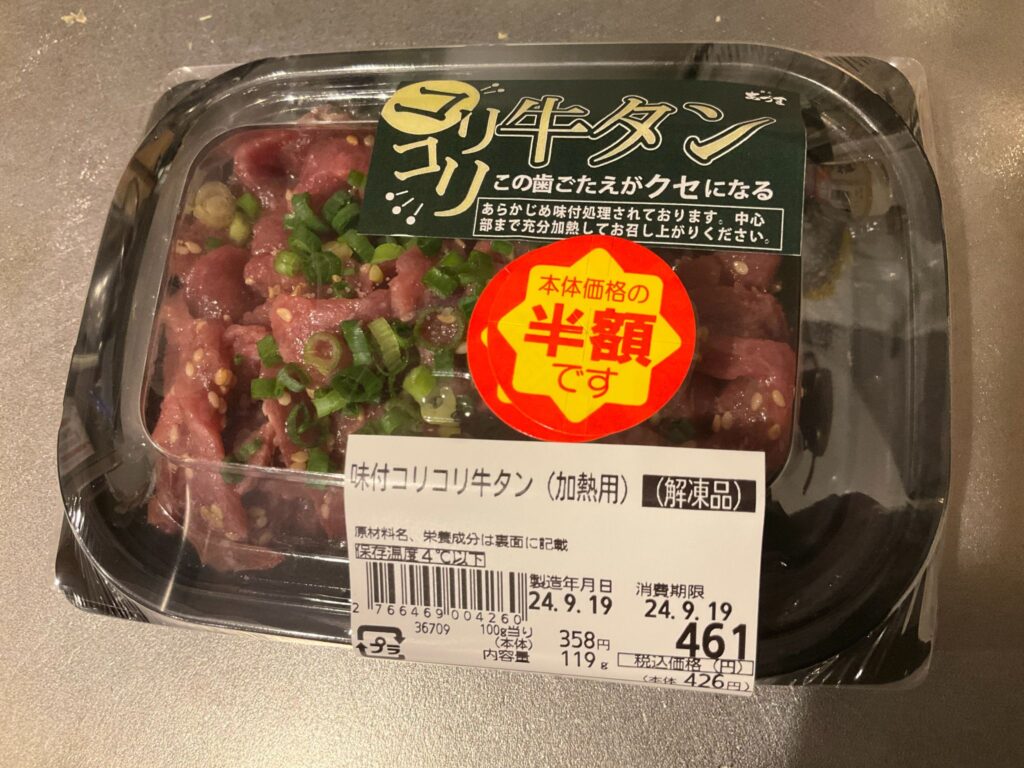 コリコリ
牛タン
この歯ごたえがクセになる
あらかじめ味付処理されております。中心
部まで充分加熱してお召し上がりください。
本体価格の
半額
です
味付コリコリ牛タン（加熱用）（解凍品）
原材料名、栄養成分は裏面に記載
保存温度4℃以下
製造年月日 消費期限
24.9.19 24.9.19
2 766469 004260
36709
100g当り
(本体) 358円
内容量 119g
461
税込価格（円）
(本体 426円)
プラ